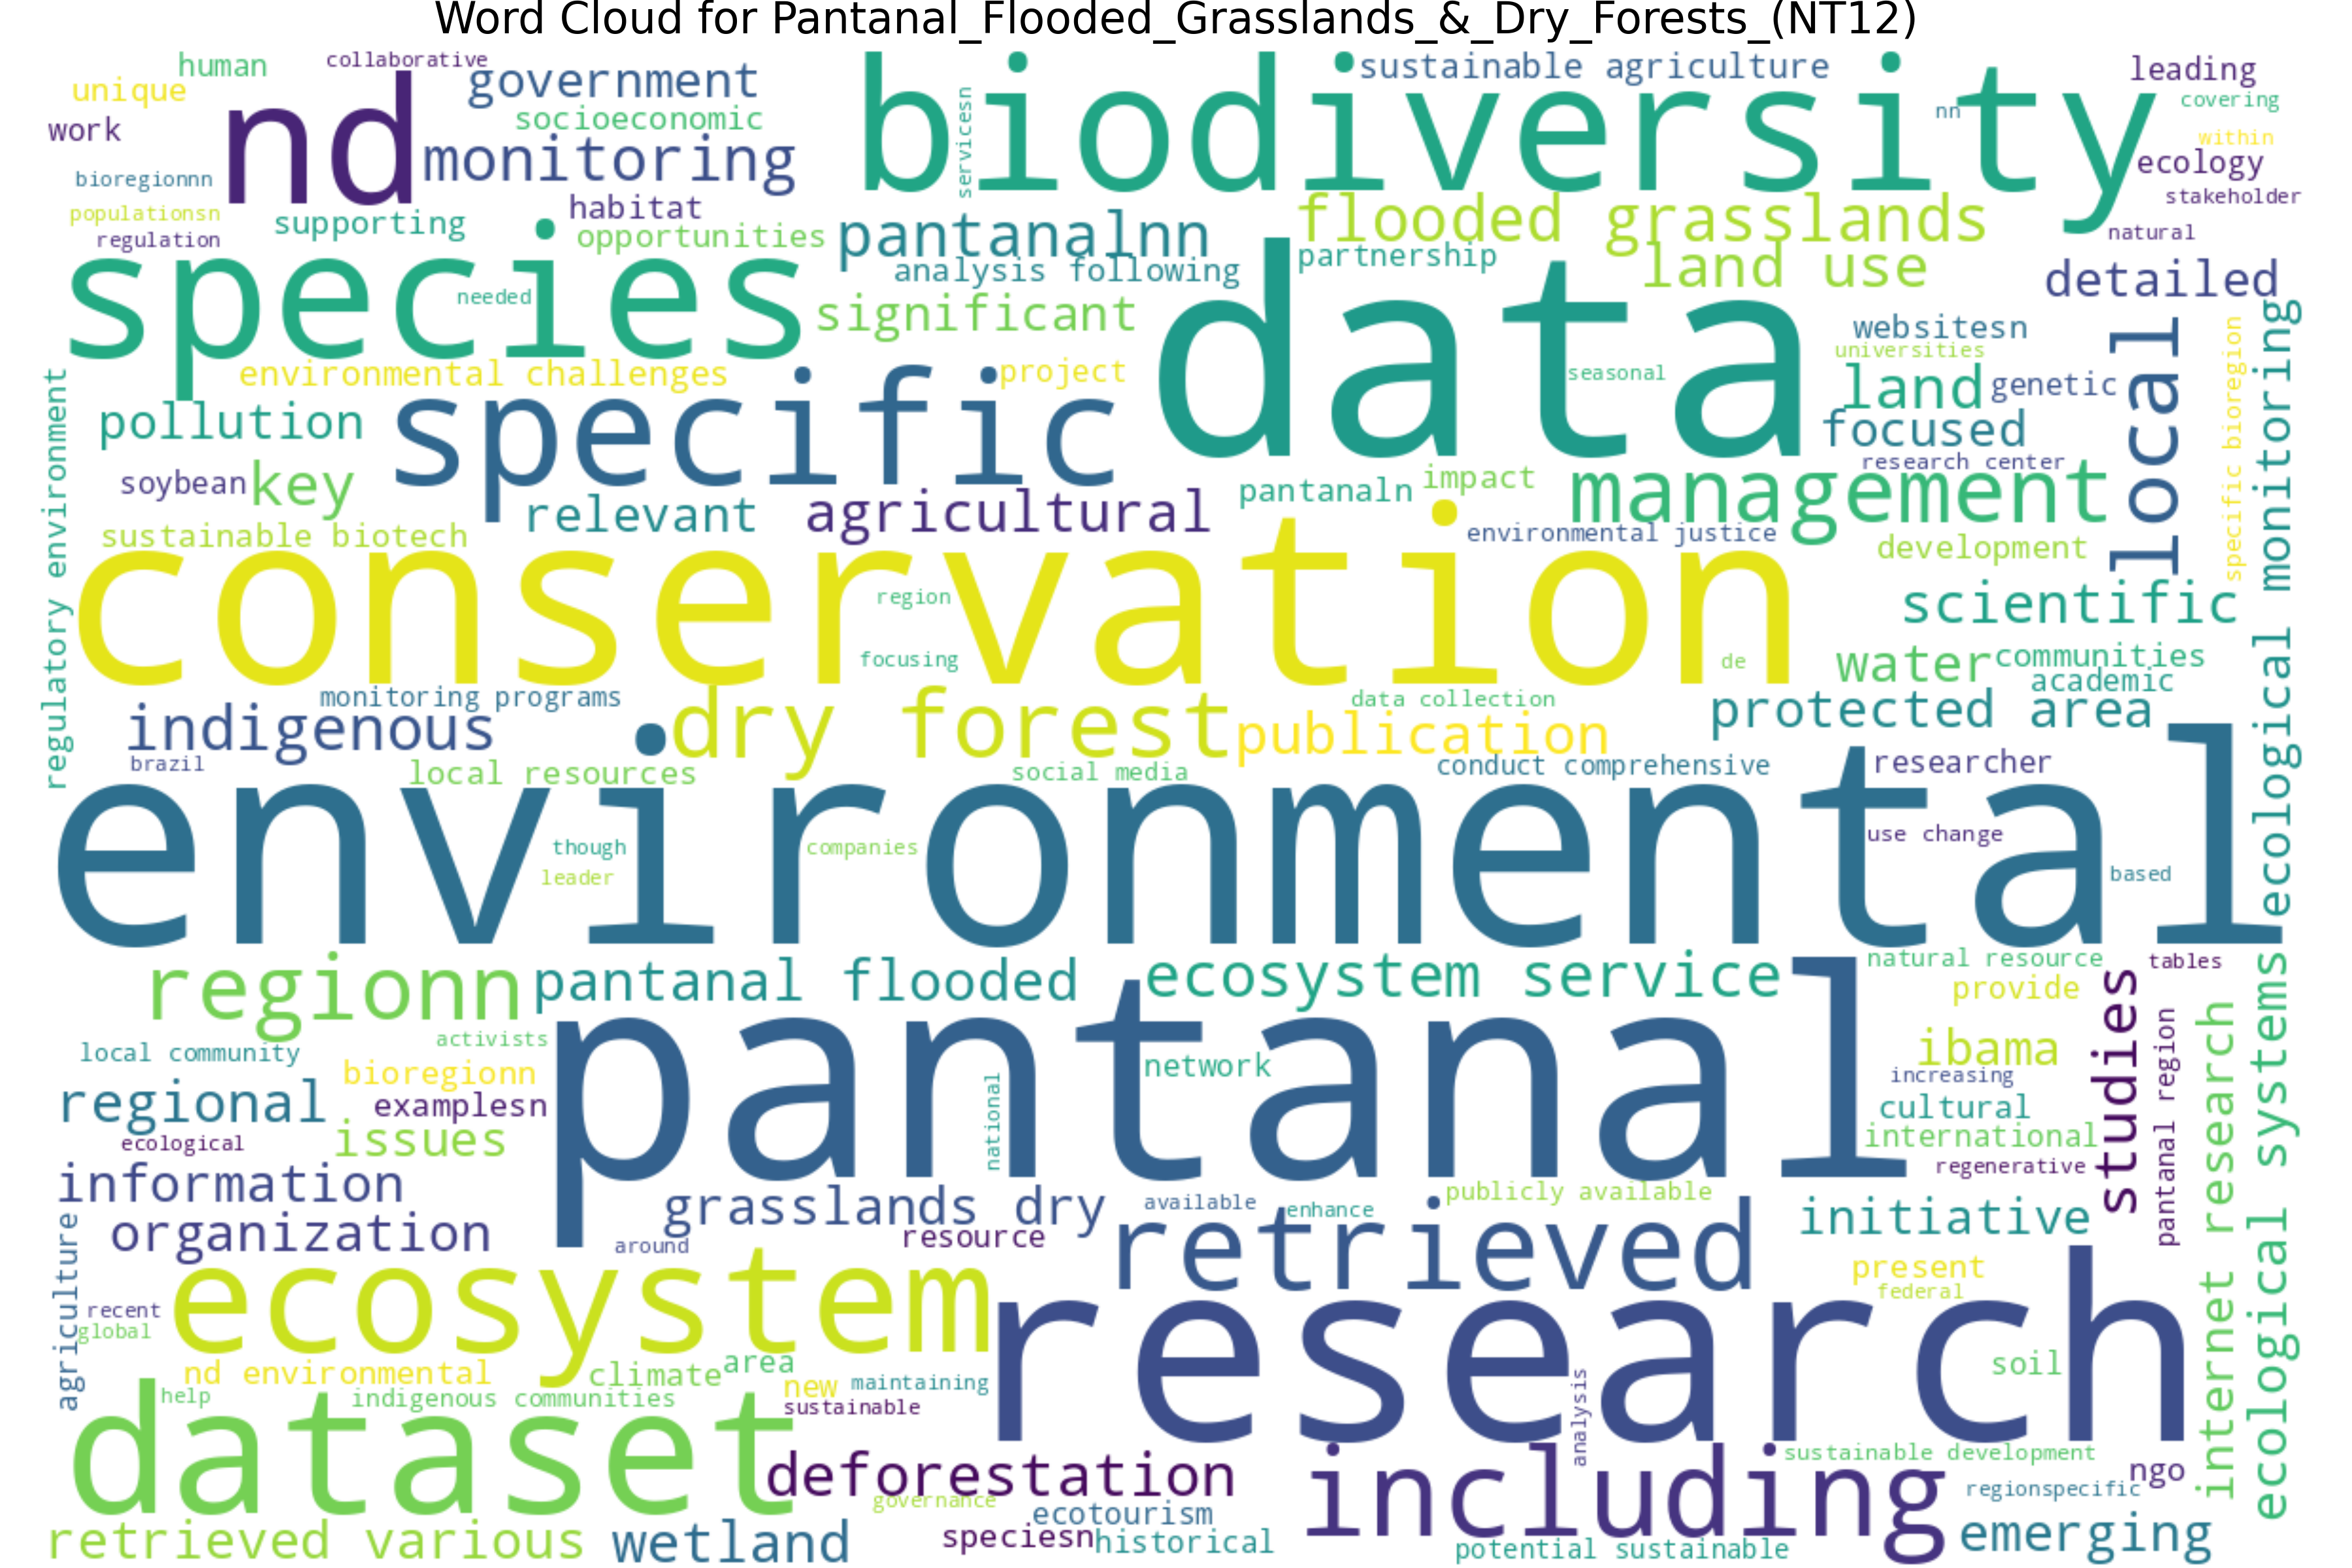 Word Cloud for Pantanal_Flooded_Grasslands_&_Dry_Forests_(NT12)
human
collaborative
unique
government
work
nd
socioeconomic
monitoring
biodiversity
servicesn
sustainable agriculture
nn
leading
covering
within
ecology
stakeholder
natural
bioregionnn
populationsn
regulation
supporting
habitat
opportunities
pantanalnn
analysis following
flooded grasslands
partnership
land use
detailed
species
needed
significant
data
seasonal
websitesn
universities
land
genetic
focused
research center
local
specific bioregion
ecological monitoring
environmental challenges
project
pollution
specific
soybean
key
relevant
agricultural
pantanaln
impact
management
environmental justice
development
sustainable biotech
regulatory environment
conservation
region
focusing
de
scientific
water
communities
academic
protected area
monitoring programs
indigenous
brazil
dry forest
data collection
publication
local resources
social media
conduct comprehensive
researcher
environmental
though
leader
companies
use change
based
regionn
pantanal flooded
ecosystem service
natural resource
tables
provide
activists
local community
bioregionn
regional
examplesn
issues
ecological
pantanal
national
network
ibama
increasing
cultural
international
regenerative
studies
pantanal region
internet research
ecological systems
information
organization
grasslands dry
available
enhance
publicly available
initiative
around
resource
retrieved
agriculture
recent
global
ecosystem
present
federal
research
soil
analysis
nd environmental
climate
area
new
maintaining
sustainable
help
indigenous communities
dataset
deforestation
governance
including
sustainable development
ngo
regionspecific
ecotourism
retrieved various
wetland
speciesn
historical
potential sustainable
emerging